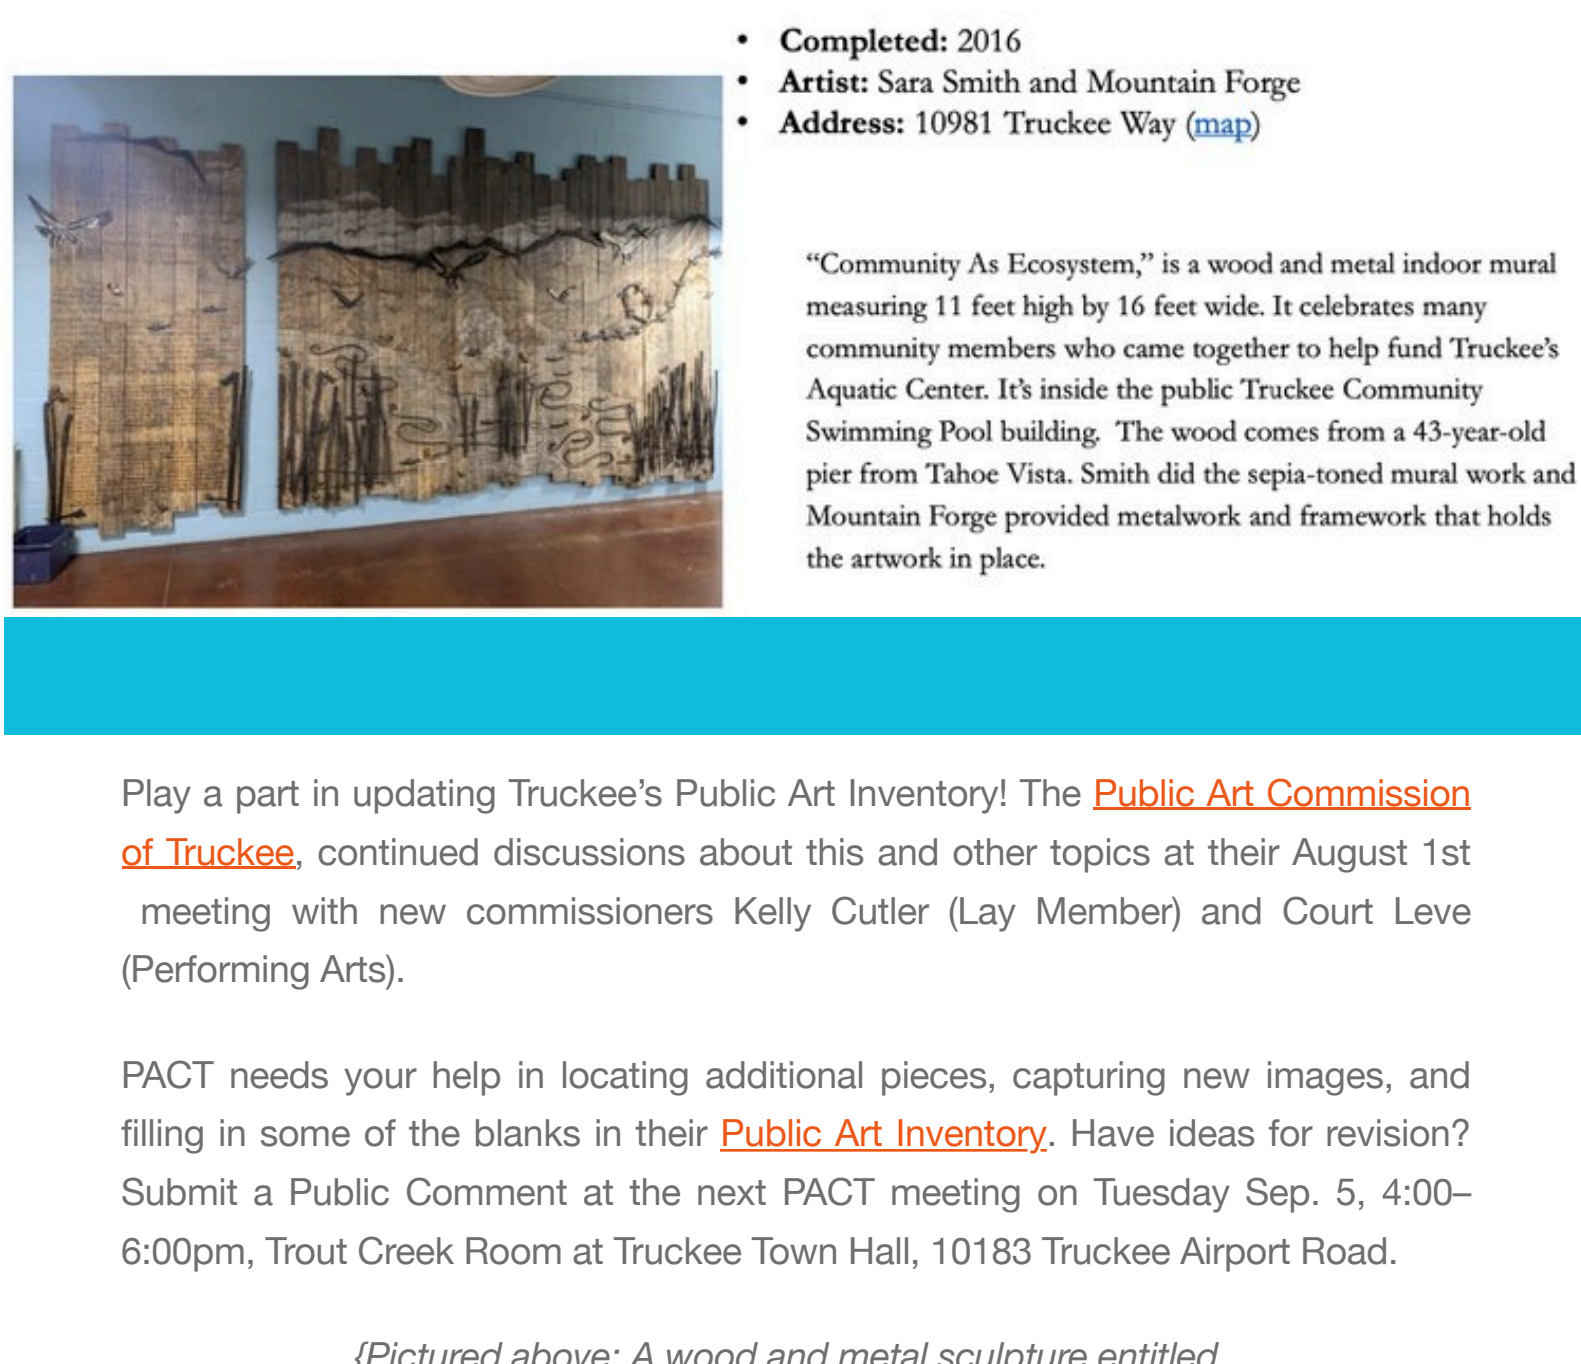 • Completed: 2016
• Artist: Sara Smith and Mountain Forge
• Address: 10981 Truckee Way (map)
“Community As Ecosystem,” is a wood and metal indoor mural
measuring 11 feet high by 16 feet wide. It celebrates many
community members who came together to help fund Truckee’s
Aquatic Center. It’s inside the public Truckee Community
Swimming Pool building.  The wood comes from a 43-year-old
pier from Tahoe Vista. Smith did the sepia-toned mural work and
Mountain Forge provided metalwork and framework that holds
the artwork in place.
Play a part in updating Truckee’s Public Art Inventory! The Public Art Commission
of Truckee, continued discussions about this and other topics at their August 1st
meeting with new commissioners Kelly Cutler (Lay Member) and Court Leve
(Performing Arts).
PACT needs your help in locating additional pieces, capturing new images, and
filling in some of the blanks in their Public Art Inventory. Have ideas for revision?
Submit a Public Comment at the next PACT meeting on Tuesday Sep. 5, 4:00–
6:00pm, Trout Creek Room at Truckee Town Hall, 10183 Truckee Airport Road.
{Pictured above: A wood and metal sculpture entitled